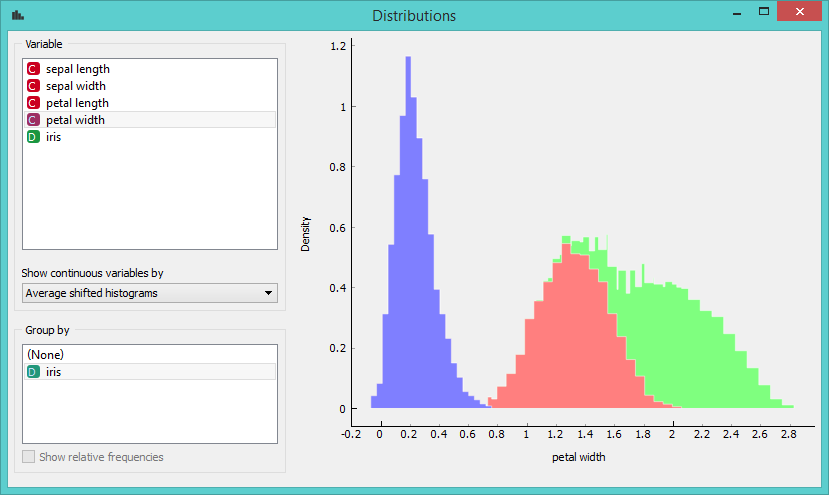 Distributions
Variable
C sepal length
C sepal width
C petal length
C petal width
D iris
Show continuous variables by
Average shifted histograms
Group by
(None)
D iris
Show relative frequencies
1.2
1
0.8
0.6
0.4
0.2
0
Density
-0.2 0 0.2 0.4 0.6 0.8 1 1.2 1.4 1.6 1.8 2 2.2 2.4 2.6 2.8
petal width